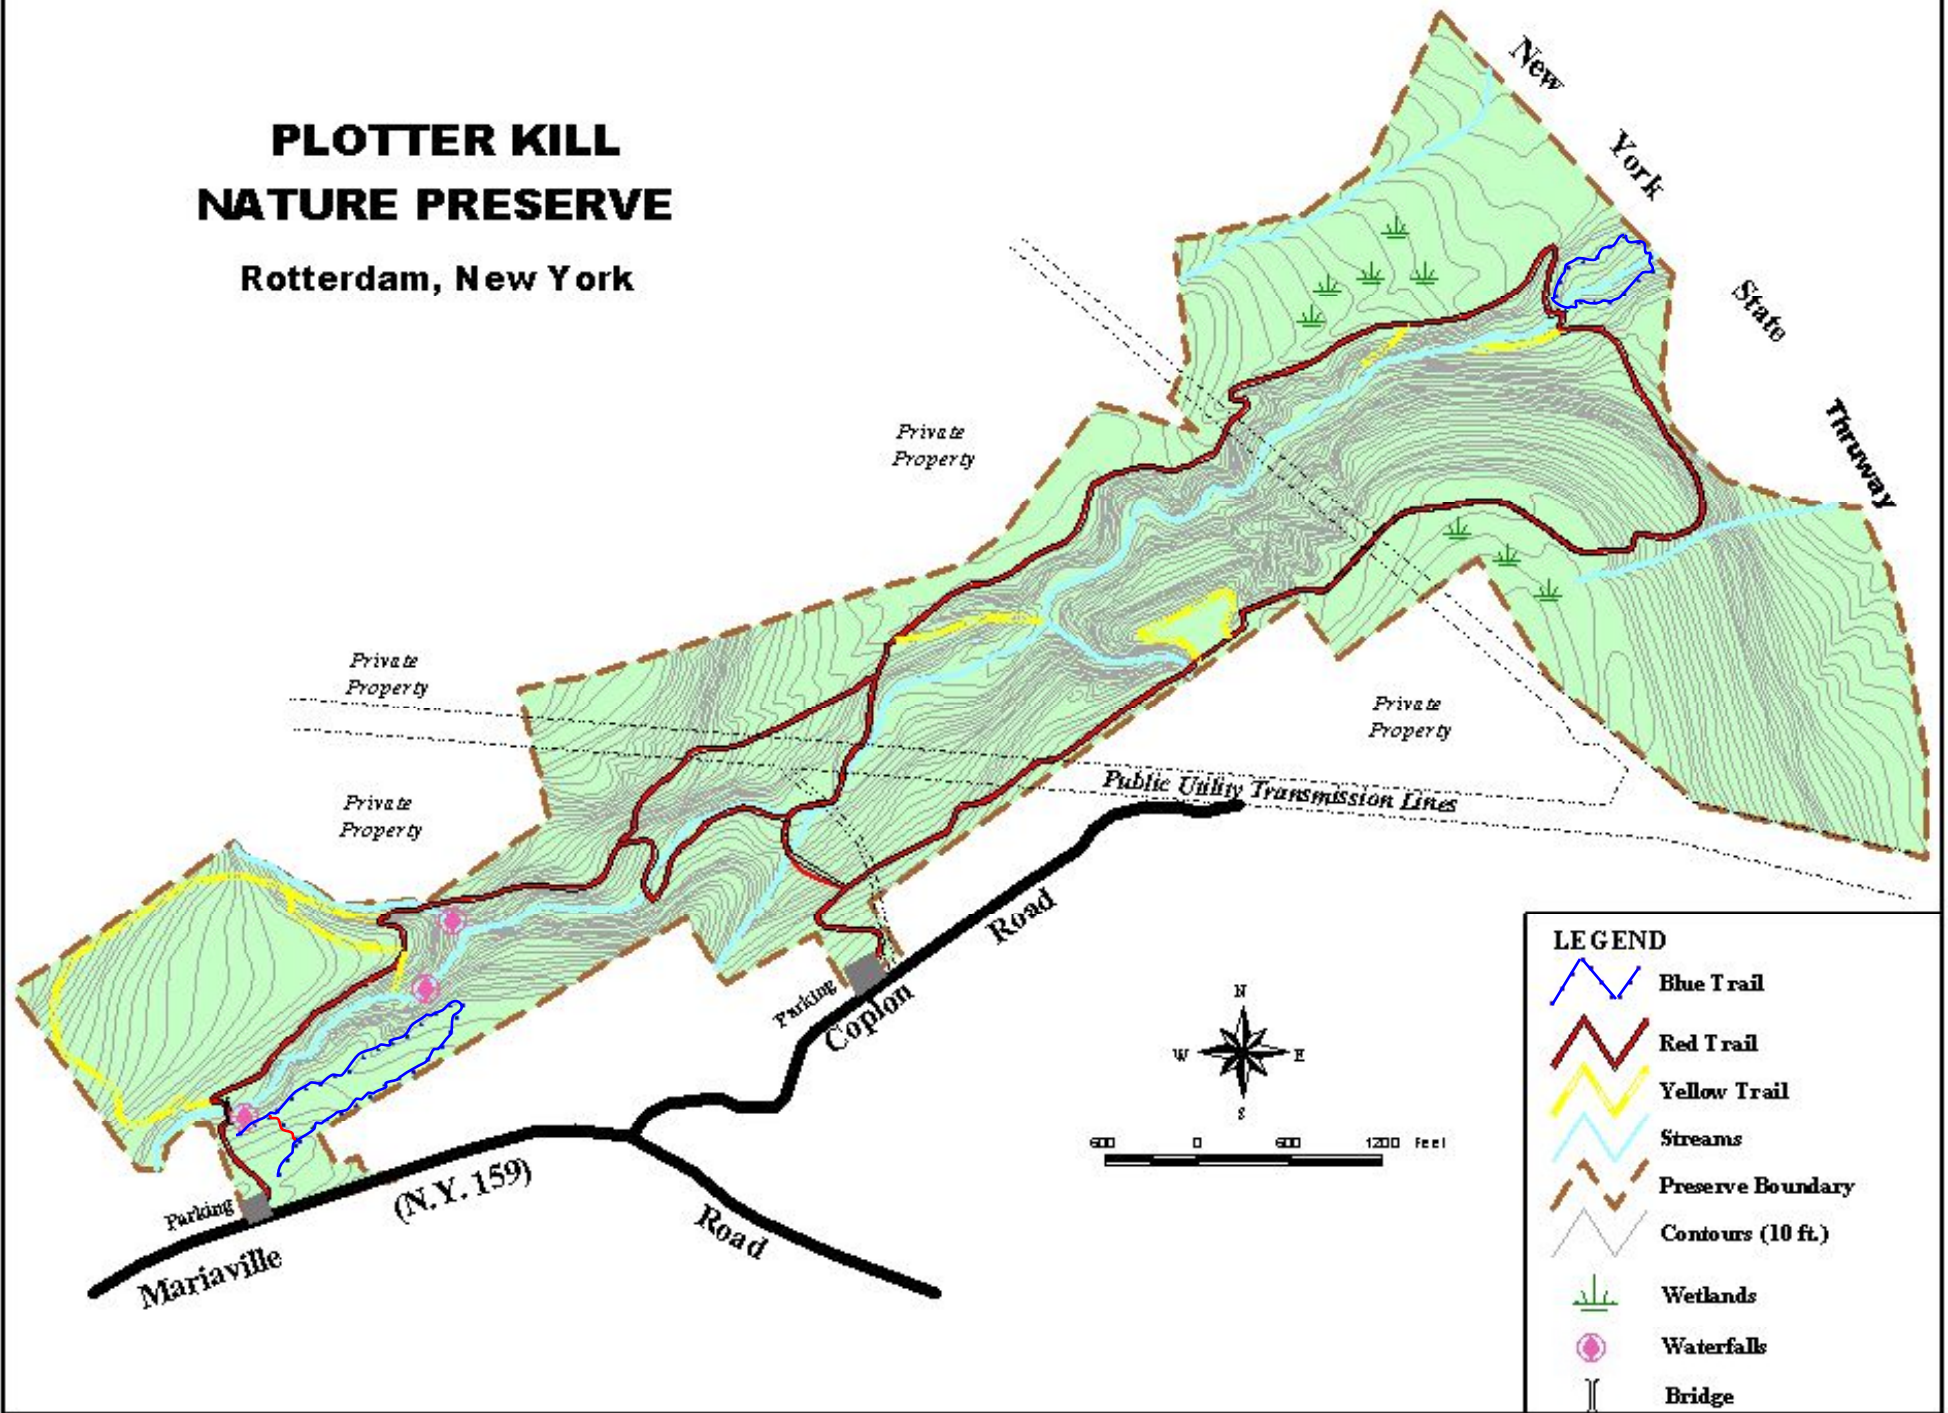 PLOTTER KILL
NATURE PRESERVE
Rotterdam, New York
New
York
State
Thruway
Private
Property
Private
Property
Private
Property
Private
Property
Public Utility Transmission Lines
Road
Parking
Coplon
Parking
Mariaville
(N.Y. 159)
Road
N
W
E
S
600 0 600 1200 Feet
LEGEND
Blue Trail
Red Trail
Yellow Trail
Streams
Preserve Boundary
Contours (10 ft.)
Wetlands
Waterfalls
Bridge